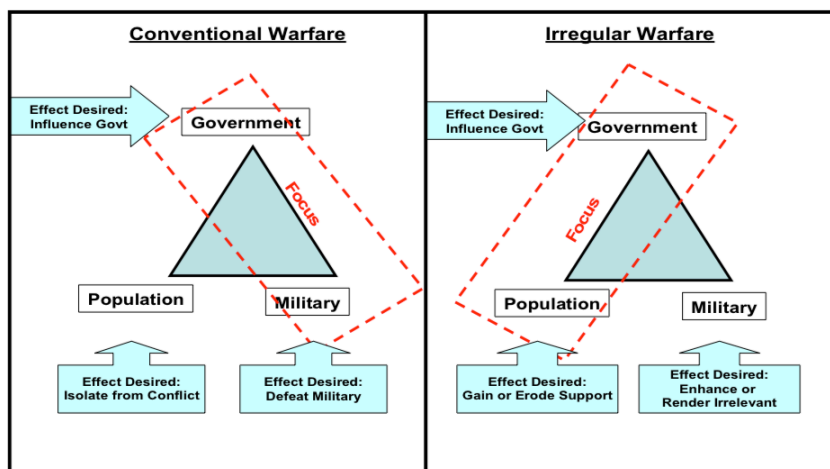 Conventional Warfare
Effect Desired:
Influence Govt
Government
Focus
Population
Military
Effect Desired:
Isolate from Conflict
Effect Desired:
Defeat Military
Irregular Warfare
Effect Desired:
Influence Govt
Government
Focus
Population
Military
Effect Desired:
Gain or Erode Support
Effect Desired:
Enhance or
Render Irrelevant